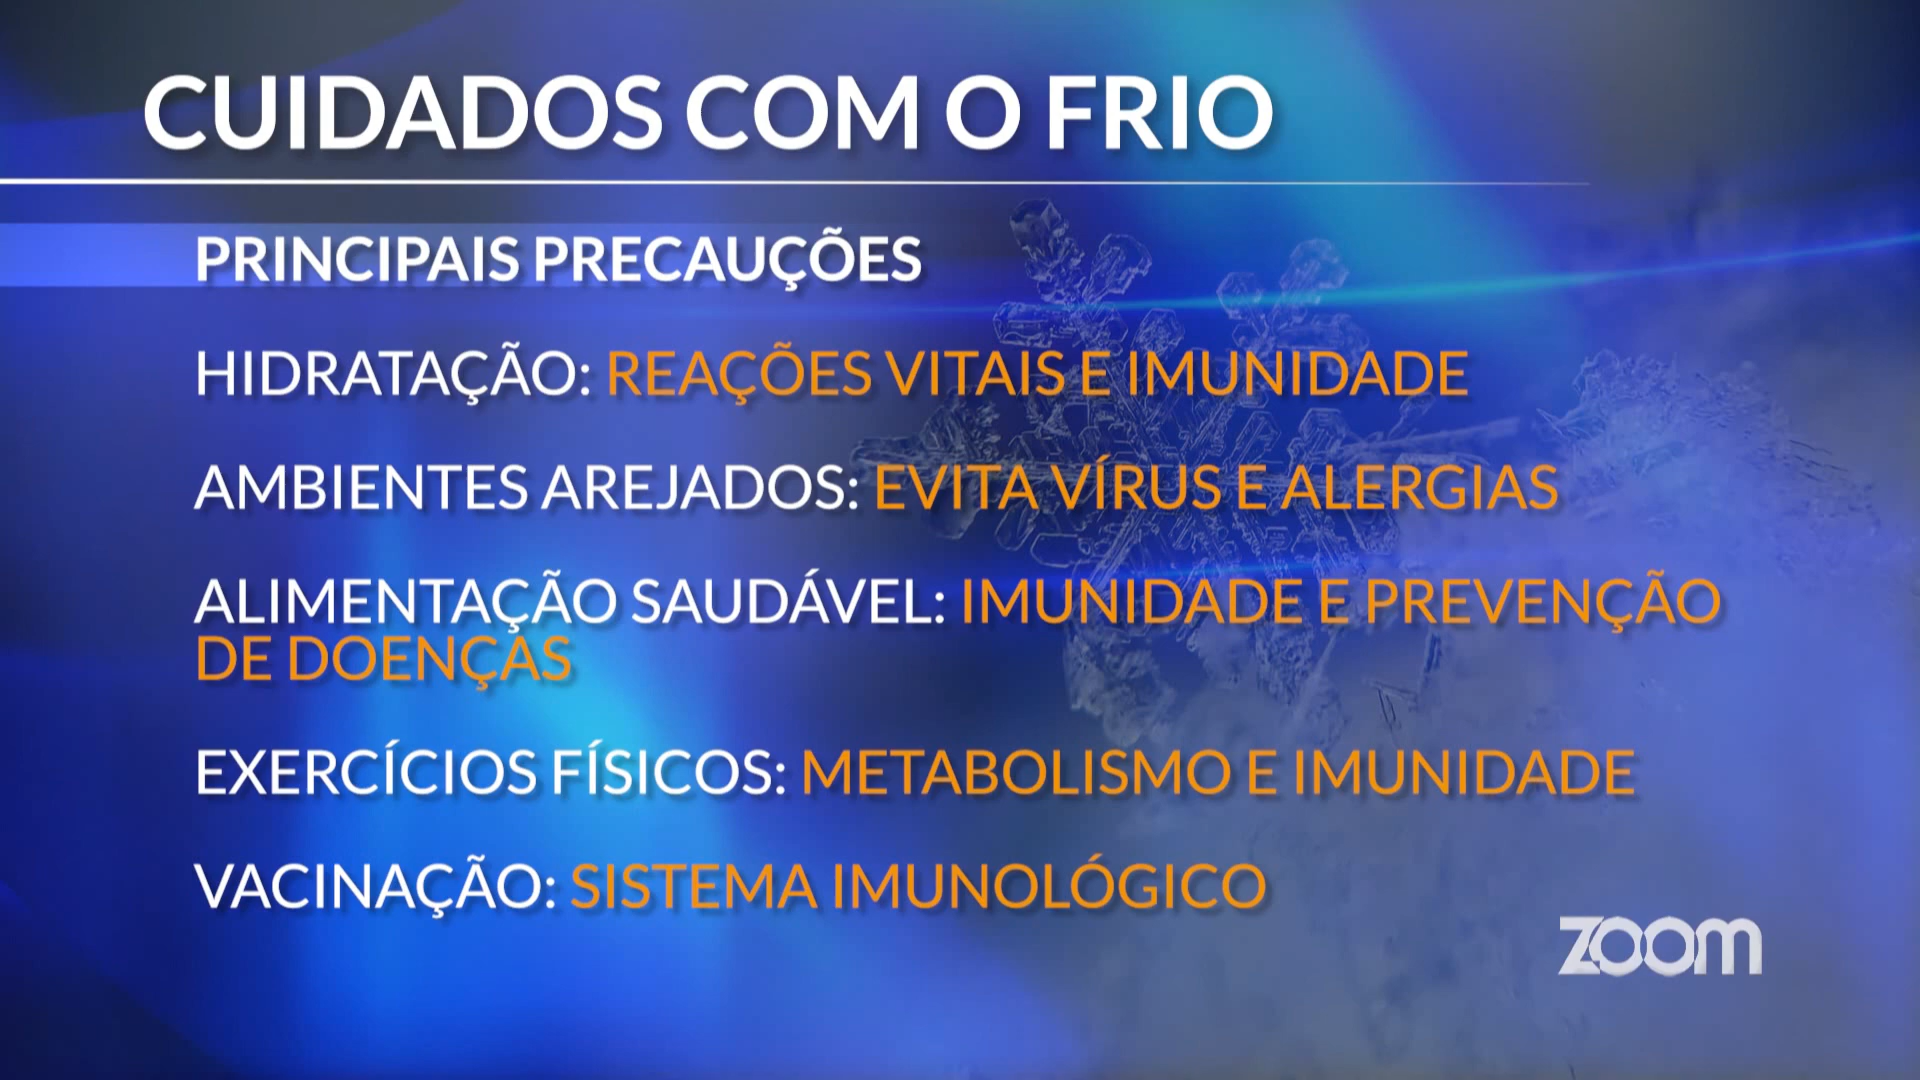 CUIDADOS COM O FRIO
PRINCIPAIS PRECAUÇÕES
HIDRATAÇÃO: REAÇÕES VITAIS E IMUNIDADE
AMBIENTES AREJADOS: EVITA VÍRUS E ALERGIAS
ALIMENTAÇÃO SAUDÁVEL: IMUNIDADE E PREVENÇÃO
DE DOENÇAS
EXERCÍCIOS FÍSICOS: METABOLISMO E IMUNIDADE
VACINAÇÃO: SISTEMA IMUNOLÓGICO
zoom